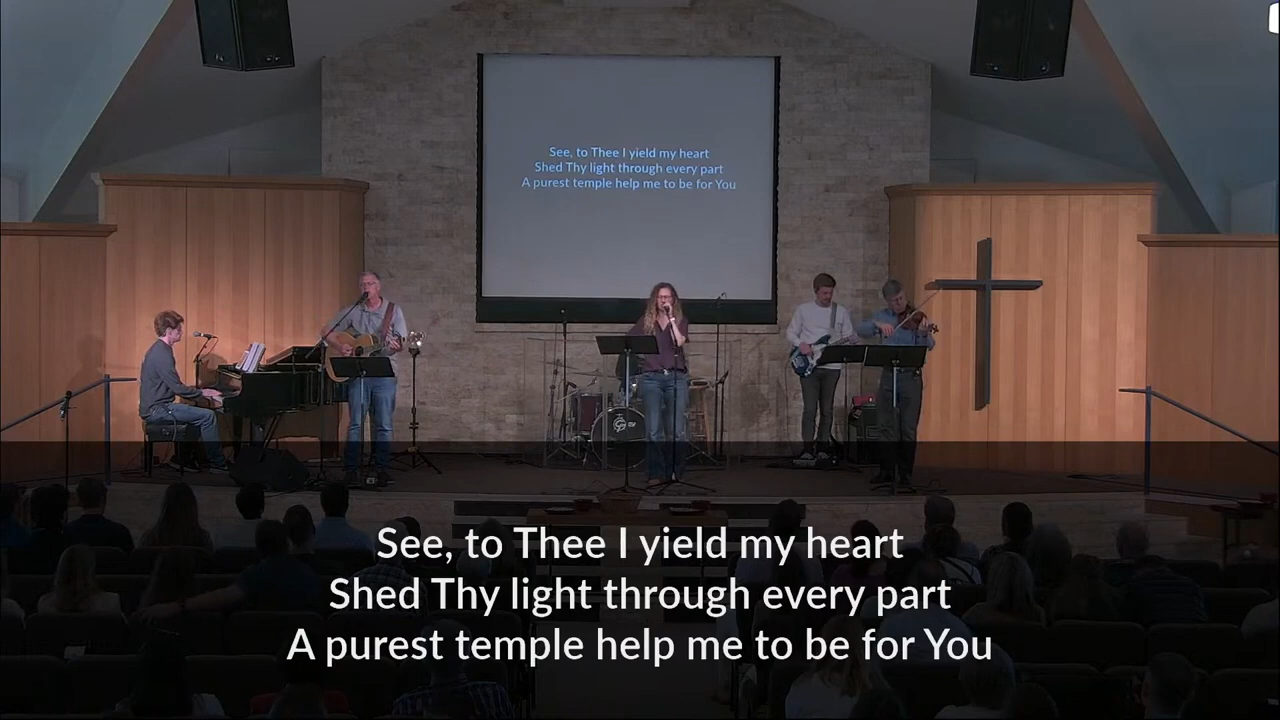 See, to Thee I yield my heart
Shed Thy light through every part
A purest temple help me to be for You
See, to Thee I yield my heart
Shed Thy light through every part
A purest temple help me to be for You